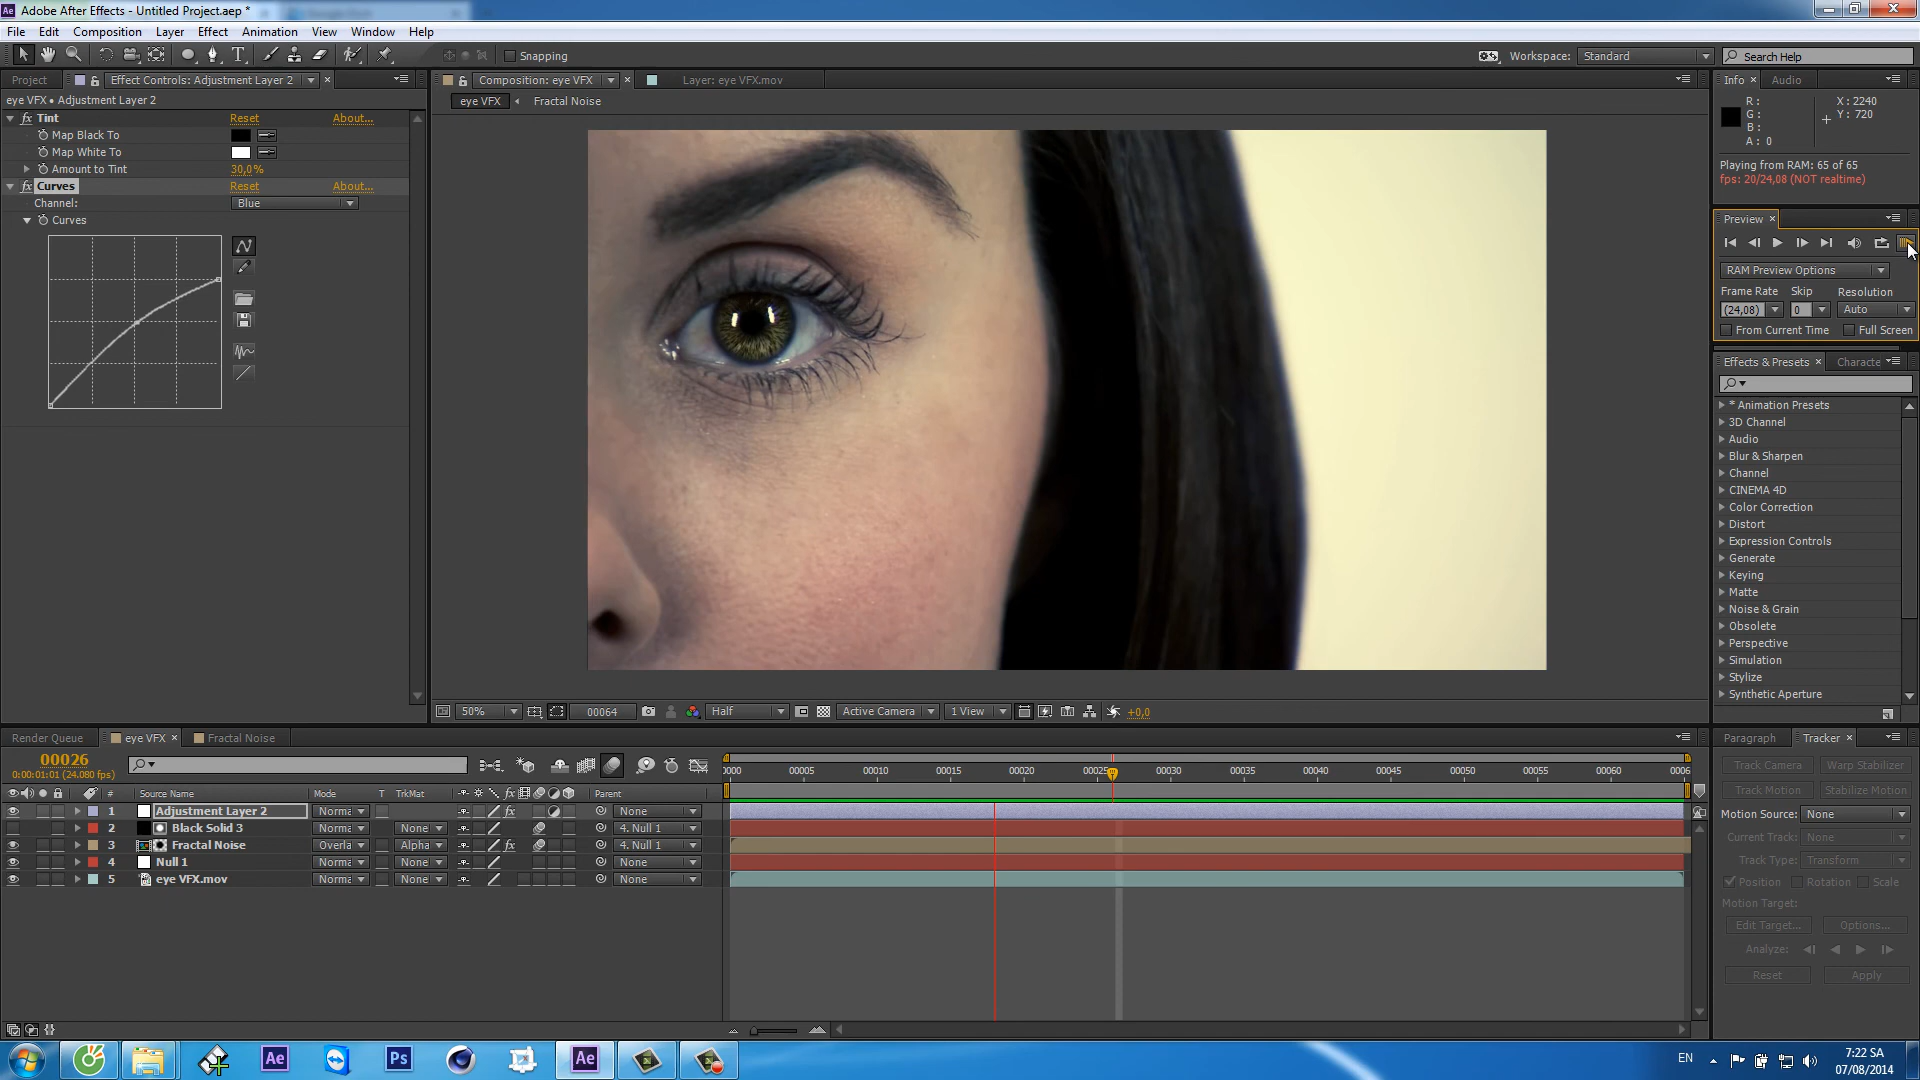 Adobe After Effects - Untitled Project.aep *
File Edit Composition Layer Effect Animation View Window Help
Snapping
Workspace: Standard
Search Help
Project
Effect Controls: Adjustment Layer 2
eye VFX • Adjustment Layer 2
Tint Reset About...
Map Black To
Map White To
Amount to Tint 30,0%
Curves Reset About...
Channel: Blue
Curves
Composition: eye VFX
Layer: eye VFX.mov
eye VFX
Fractal Noise
50%
00064
Half
Active Camera
1 View
+0,0
Info Audio
R :
G :
B :
A : 0
X : 2240
Y : 720
Playing from RAM: 65 of 65
fps: 20/24,08 (NOT realtime)
Preview
RAM Preview Options
Frame Rate Skip Resolution
(24,08) 0 Auto
From Current Time Full Screen
Effects & Presets Characte
* Animation Presets
3D Channel
Audio
Blur & Sharpen
Channel
CINEMA 4D
Color Correction
Distort
Expression Controls
Generate
Keying
Matte
Noise & Grain
Obsolete
Perspective
Simulation
Stylize
Synthetic Aperture
Render Queue eye VFX Fractal Noise
00026
0:00:01:01 (24.080 fps)
# Source Name Mode T TrkMat Parent
1 Adjustment Layer 2 Norma None
2 Black Solid 3 Norma None 4. Null 1
3 Fractal Noise Overla Alpha 4. Null 1
4 Null 1 Norma None None
5 eye VFX.mov Norma None None
0000 00005 00010 00015 00020 00025 00030 00035 00040 00045 00050 00055 00060 0006
Paragraph Tracker
Track Camera Warp Stabilizer
Track Motion Stabilize Motion
Motion Source: None
Current Track: None
Track Type: Transform
Position Rotation Scale
Motion Target:
Edit Target... Options...
Analyze:
Reset Apply
Ae Ps Ae
EN
7:22 SA
07/08/2014